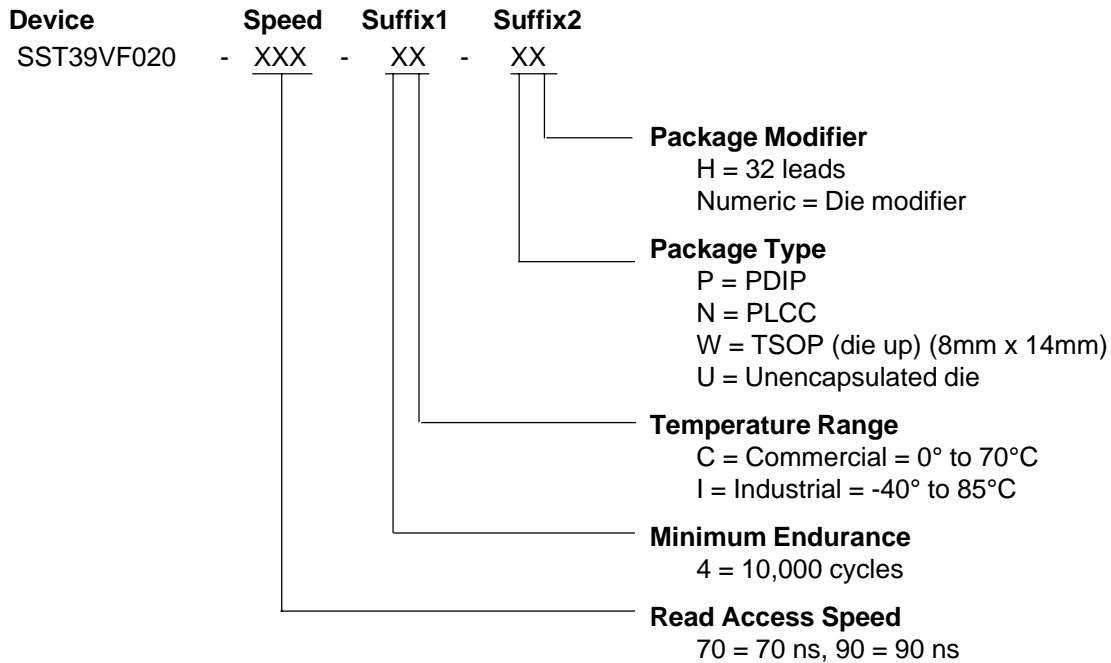 Device Speed Suffix1 Suffix2
SST39VF020 - XXX - XX - XX
Package Modifier
H = 32 leads
Numeric = Die modifier
Package Type
P = PDIP
N = PLCC
W = TSOP (die up) (8mm x 14mm)
U = Unencapsulated die
Temperature Range
C = Commercial = 0° to 70°C
I = Industrial = -40° to 85°C
Minimum Endurance
4 = 10,000 cycles
Read Access Speed
70 = 70 ns, 90 = 90 ns